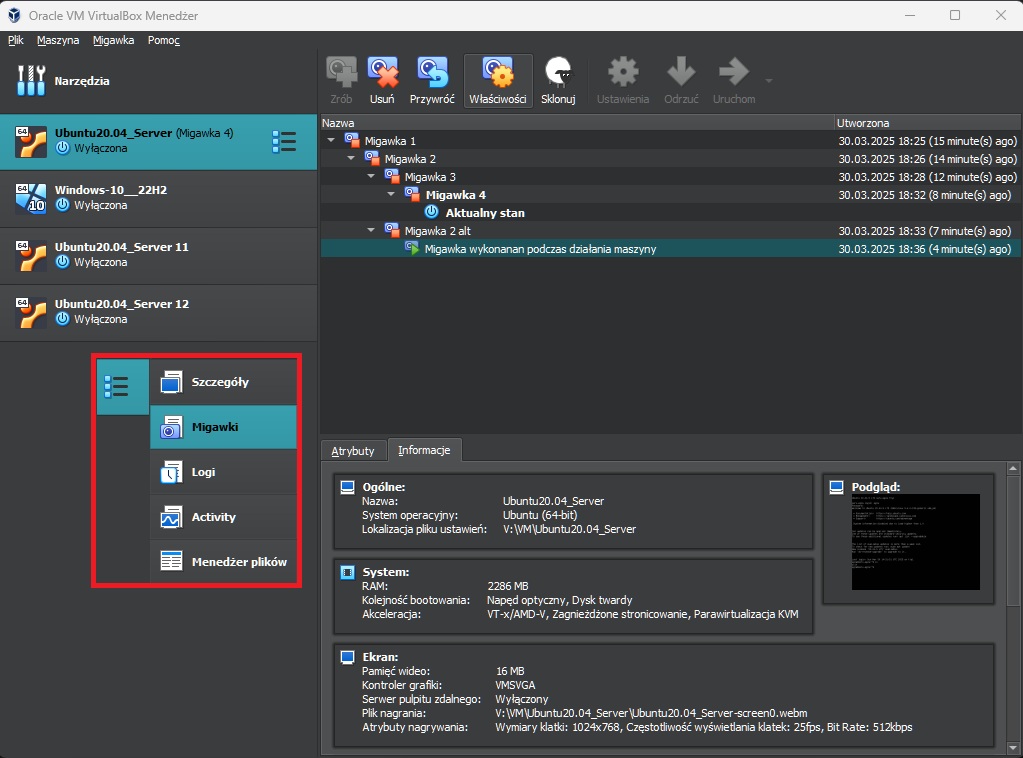 Oracle VM VirtualBox Menedżer
Plik Maszyna Migawka Pomoc
Narzędzia
Zrób Usuń Przywróć Właściwości Sklonuj Ustawienia Odrzuć Uruchom
64 Ubuntu20.04_Server (Migawka 4)
Wyłączona
64 10 Windows-10__22H2
Wyłączona
64 Ubuntu20.04_Server 11
Wyłączona
64 Ubuntu20.04_Server 12
Wyłączona
Szczegóły
Migawki
Logi
Activity
Menedżer plików
Nazwa Utworzona
Migawka 1 30.03.2025 18:25 (15 minute(s) ago)
Migawka 2 30.03.2025 18:26 (14 minute(s) ago)
Migawka 3 30.03.2025 18:28 (12 minute(s) ago)
Migawka 4 30.03.2025 18:32 (8 minute(s) ago)
Aktualny stan
Migawka 2 alt 30.03.2025 18:33 (7 minute(s) ago)
Migawka wykonanan podczas działania maszyny 30.03.2025 18:36 (4 minute(s) ago)
Atrybuty Informacje
Ogólne:
Nazwa: Ubuntu20.04_Server
System operacyjny: Ubuntu (64-bit)
Lokalizacja pliku ustawień: V:\VM\Ubuntu20.04_Server
Podgląd:
System:
RAM: 2286 MB
Kolejność bootowania: Napęd optyczny, Dysk twardy
Akceleracja: VT-x/AMD-V, Zagnieżdżone stronicowanie, Parawirtualizacja KVM
Ekran:
Pamięć wideo: 16 MB
Kontroler grafiki: VMSVGA
Serwer pulpitu zdalnego: Wyłączony
Plik nagrania: V:\VM\Ubuntu20.04_Server\Ubuntu20.04_Server-screen0.webm
Atrybuty nagrywania: Wymiary klatki: 1024x768, Częstotliwość wyświetlania klatek: 25fps, Bit Rate: 512kbps